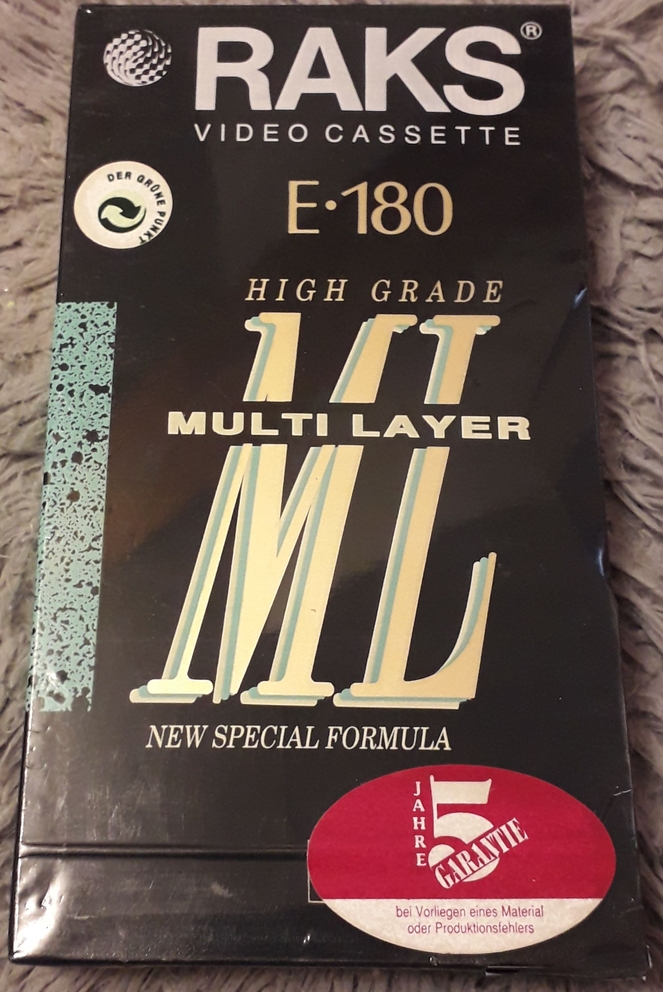 RAKS®
VIDEO CASSETTE
DER GRÜNE PUNKT
E·180
HIGH GRADE
ML
MULTI LAYER
NEW SPECIAL FORMULA
5
JAHRE
GARANTIE
bei Vorliegen eines Material
oder Produktionsfehlers